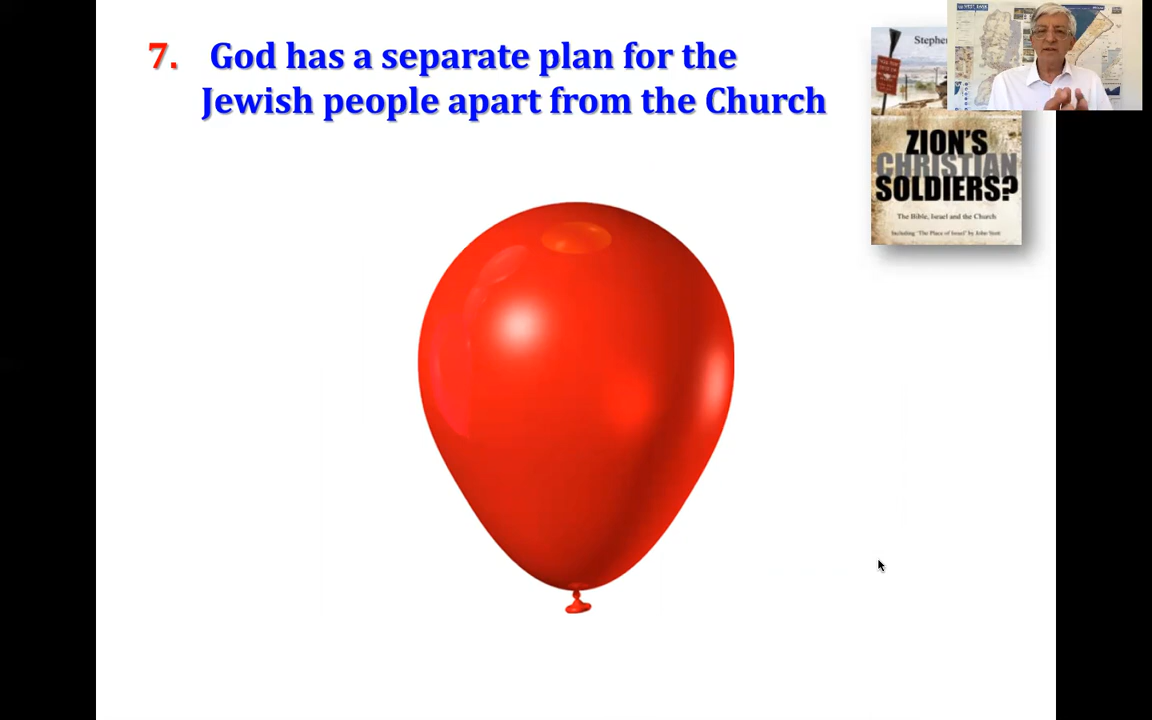 7. God has a separate plan for the
Jewish people apart from the Church
Stephe
ZION'S
CHRISTIAN
SOLDIERS?
The Bible, Israel and the Church
Including "The Place of Israel" by John Stott